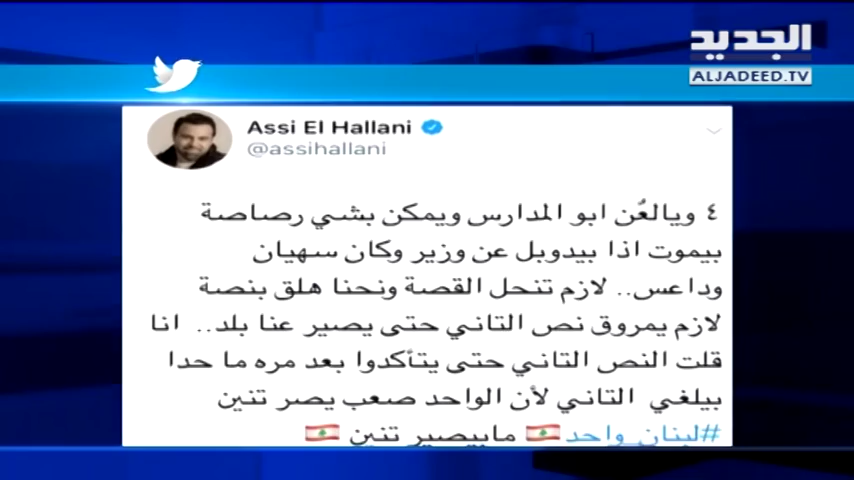 الجديد
ALJADEED.TV
Assi El Hallani
@assihallani
٤ ويالعٌن ابو المدارس ويمكن بشي رصاصة
بيموت اذا بيدوبل عن وزير وكان سهيان
وداعس.. لازم تنحل القصة ونحنا هلق بنصة
لازم يمروق نص التاني حتى يصير عنا بلد.. انا
قلت النص التاني حتى يتأكدوا بعد مره ما حدا
بيلغي التاني لأن الواحد صعب يصر تنين
#لبنان_واحد🇱🇧 مابيصير تنين 🇱🇧